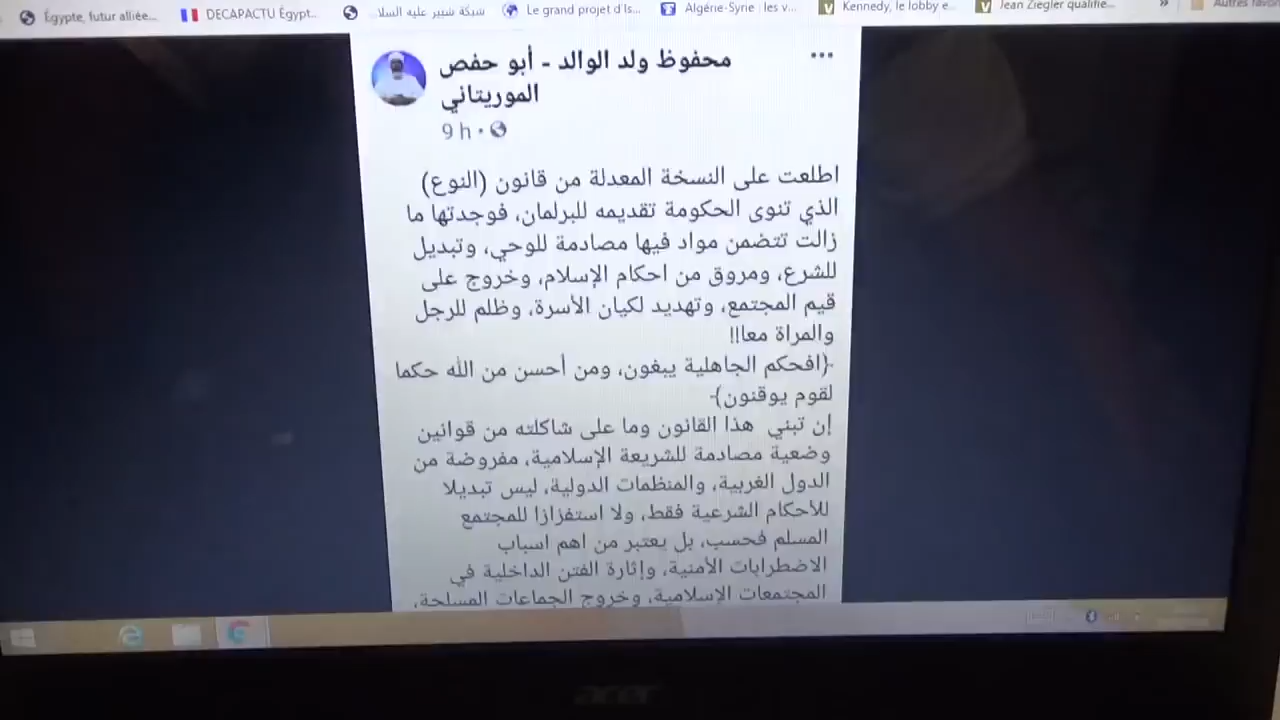 Égypte, futur alliée...
DECAPACTU Égypt...
شبكة شبير عليه السلا...
Le grand projet d'Is...
Algérie-Syrie : les v...
Kennedy, le lobby e...
Jean Ziegler qualifie...
»
Autres favor
محفوظ ولد الوالد - أبو حفص
الموريتاني
9 h ·
اطلعت على النسخة المعدلة من قانون (النوع)
الذي تنوى الحكومة تقديمه للبرلمان، فوجدتها ما
زالت تتضمن مواد فيها مصادمة للوحي، وتبديل
للشرع، ومروق من احكام الإسلام، وخروج على
قيم المجتمع، وتهديد لكيان الأسرة، وظلم للرجل
والمراة معا!!
-{افحكم الجاهلية يبغون، ومن أحسن من الله حكما
لقوم يوقنون}-
إن تبني هذا القانون وما على شاكلته من قوانين
وضعية مصادمة للشريعة الإسلامية، مفروضة من
الدول الغربية، والمنظمات الدولية، ليس تبديلا
للأحكام الشرعية فقط، ولا استفزازا للمجتمع
المسلم فحسب، بل يعتبر من اهم اسباب
الاضطرابات الأمنية، وإثارة الفتن الداخلية في
المجتمعات الإسلامية، وخروج الجماعات المسلحة،
acer